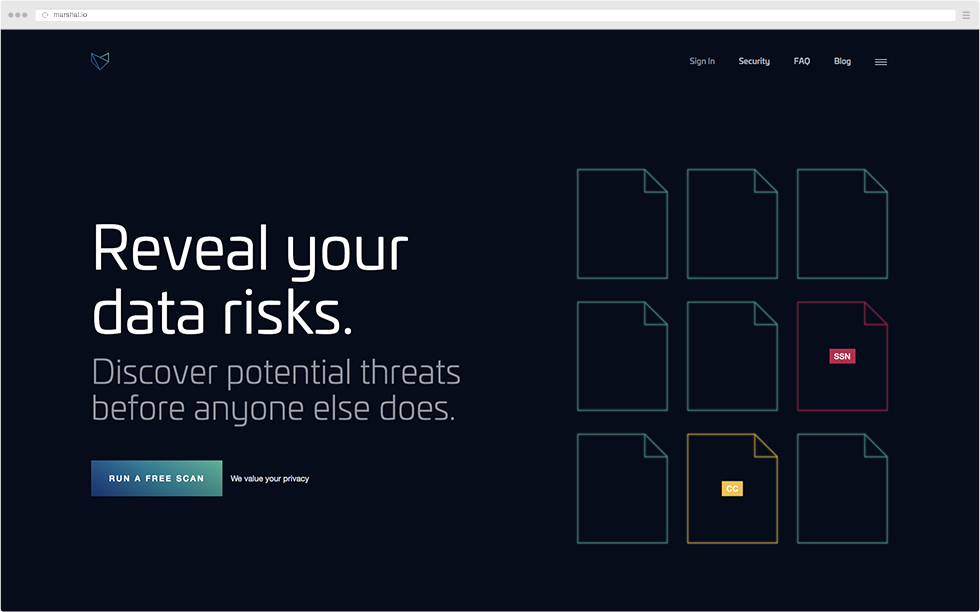 marshal.io
Sign In Security FAQ Blog
Reveal your
data risks.
Discover potential threats
before anyone else does.
RUN A FREE SCAN We value your privacy
SSN
CC